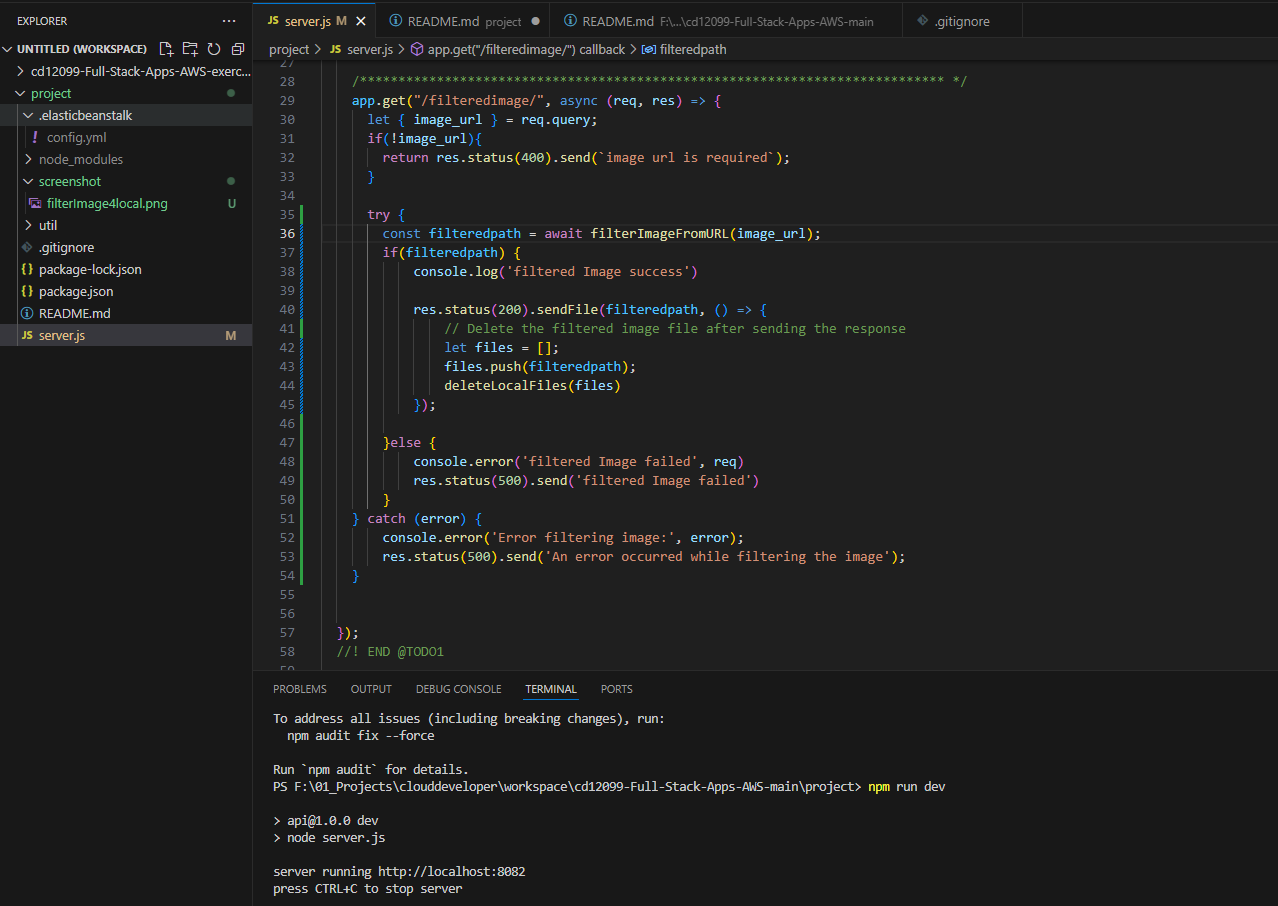 EXPLORER
···
UNTITLED (WORKSPACE)
cd12099-Full-Stack-Apps-AWS-exerc...
project
.elasticbeanstalk
! config.yml
node_modules
screenshot
filterImage4local.png U
util
.gitignore
{} package-lock.json
{} package.json
README.md
JS server.js M
JS server.js M
README.md project
README.md F:\...\cd12099-Full-Stack-Apps-AWS-main
.gitignore
project > JS server.js > app.get("/filteredimage/") callback > filteredpath
27
28 /**************************************************************************** */
29 app.get("/filteredimage/", async (req, res) => {
30 let { image_url } = req.query;
31 if(!image_url){
32 return res.status(400).send(`image url is required`);
33 }
34
35 try {
36 const filteredpath = await filterImageFromURL(image_url);
37 if(filteredpath) {
38 console.log('filtered Image success')
39
40 res.status(200).sendFile(filteredpath, () => {
41 // Delete the filtered image file after sending the response
42 let files = [];
43 files.push(filteredpath);
44 deleteLocalFiles(files)
45 });
46
47 }else {
48 console.error('filtered Image failed', req)
49 res.status(500).send('filtered Image failed')
50 }
51 } catch (error) {
52 console.error('Error filtering image:', error);
53 res.status(500).send('An error occurred while filtering the image');
54 }
55
56
57 });
58 //! END @TODO1
59
PROBLEMS OUTPUT DEBUG CONSOLE TERMINAL PORTS
To address all issues (including breaking changes), run:
npm audit fix --force
Run `npm audit` for details.
PS F:\01_Projects\clouddeveloper\workspace\cd12099-Full-Stack-Apps-AWS-main\project> npm run dev
> api@1.0.0 dev
> node server.js
server running http://localhost:8082
press CTRL+C to stop server